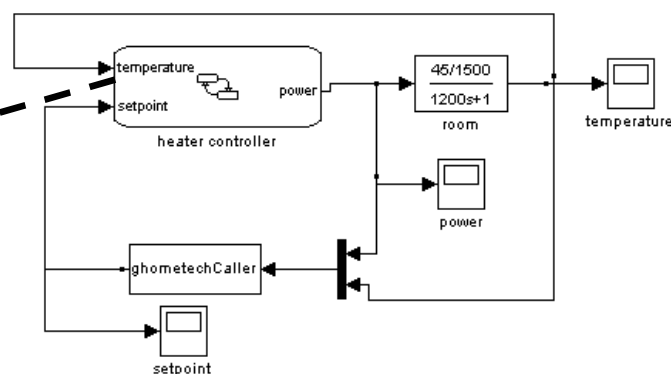 temperature
setpoint
power
heater controller
45/1500
1200s+1
room
temperature
power
ghometechCaller
setpoint